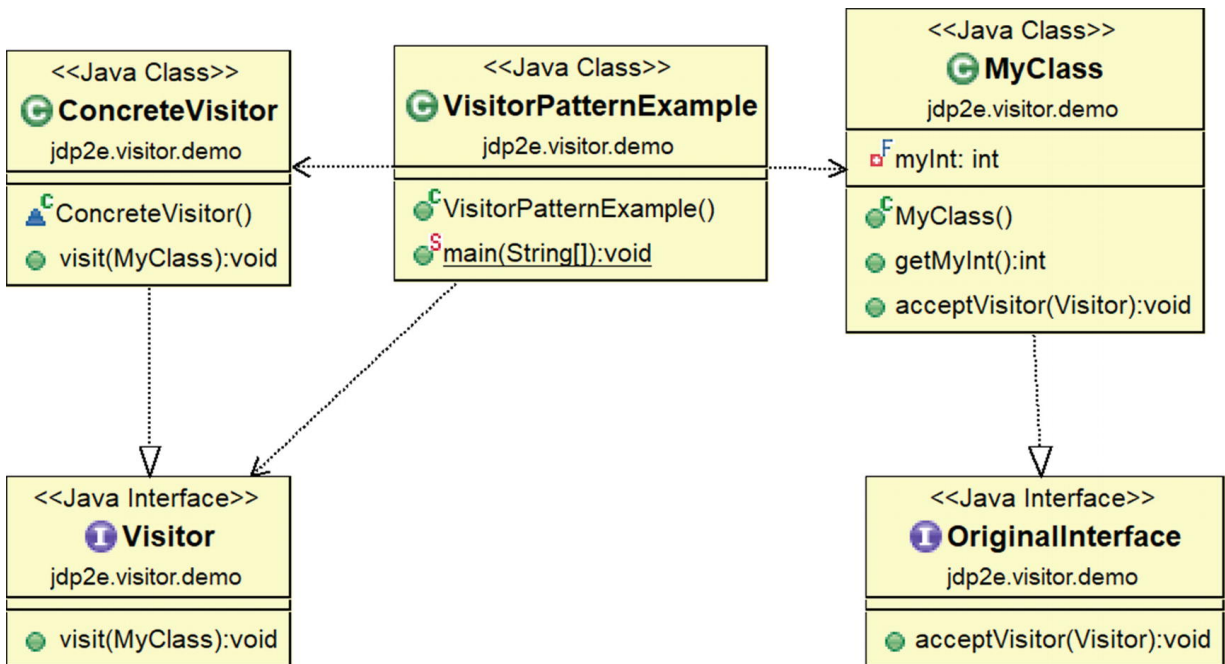 <<Java Class>>
C ConcreteVisitor
jdp2e.visitor.demo
C ConcreteVisitor()
visit(MyClass):void
<<Java Class>>
C VisitorPatternExample
jdp2e.visitor.demo
C VisitorPatternExample()
S main(String[]):void
<<Java Class>>
C MyClass
jdp2e.visitor.demo
F myInt: int
C MyClass()
getMyInt():int
acceptVisitor(Visitor):void
<<Java Interface>>
I Visitor
jdp2e.visitor.demo
visit(MyClass):void
<<Java Interface>>
I OriginalInterface
jdp2e.visitor.demo
acceptVisitor(Visitor):void